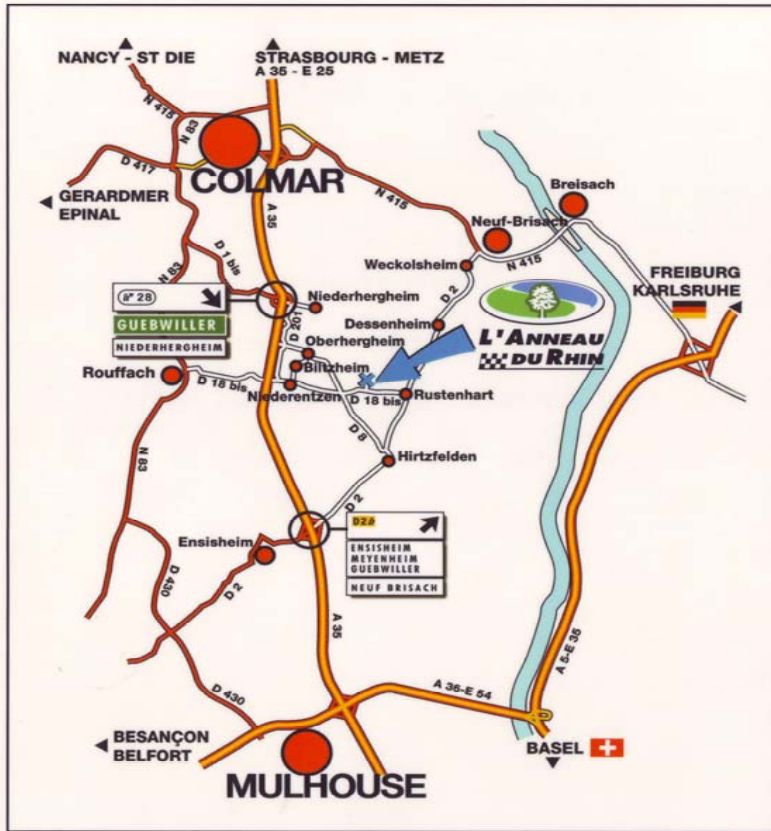 NANCY - ST DIE
STRASBOURG - METZ
A 35 - E 25
N 415
N 83
D 417
COLMAR
GERARDMER
EPINAL
A 35
N 415
Breisach
Neuf-Brisach
N 415
Weckolsheim
FREIBURG
KARLSRUHE
N 83
D 1 bis
28
GUEBWILLER
NIEDERHERGHEIM
Niederhergheim
D 201
D 2
Dessenheim
L'ANNEAU
DU RHIN
Oberhergheim
Biltzheim
Rouffach
D 18 bis
Niederentzen
D 18 bis
Rustenhart
D 8
Hirtzfelden
N 83
D 2
Ensisheim
ENSISHEIM
MEYENHEIM
GUEBWILLER
NEUF BRISACH
D 430
D 2
A 35
A 5-E 35
D 430
A 36-E 54
BESANÇON
BELFORT
MULHOUSE
BASEL